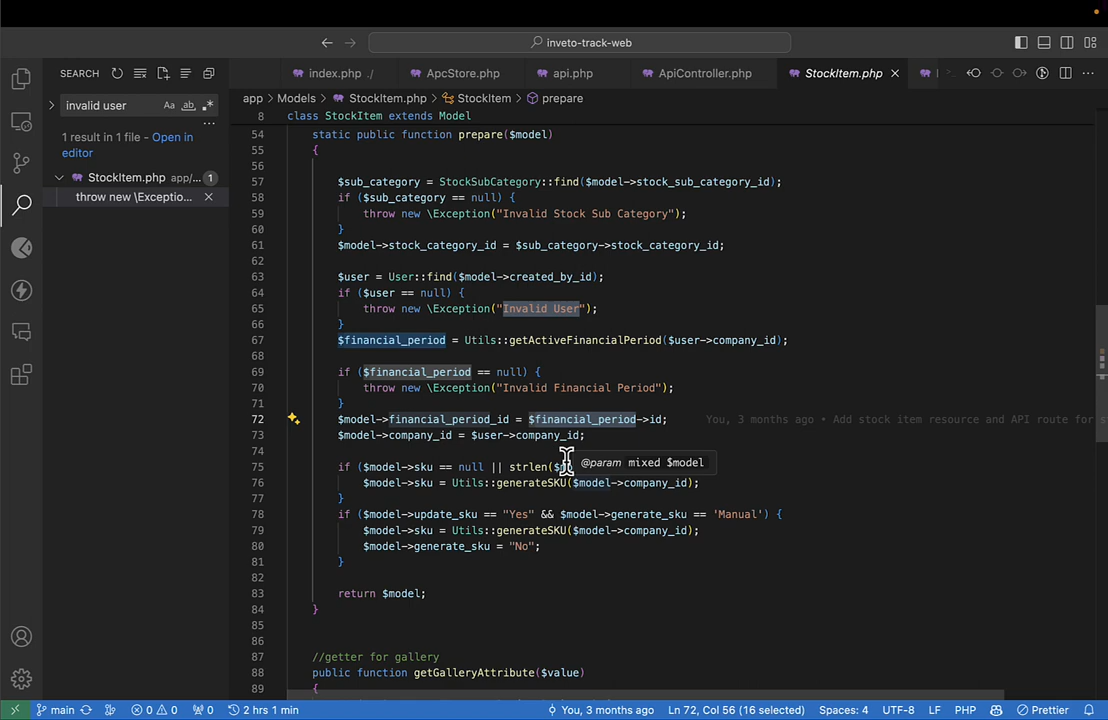 inveto-track-web
SEARCH
index.php ./
ApcStore.php
api.php
ApiController.php
StockItem.php
invalid user
Aa ab .*
app > Models > StockItem.php > StockItem > prepare
1 result in 1 file - Open in
editor
StockItem.php app/... 1
throw new \Exceptio...
8 class StockItem extends Model
54 static public function prepare($model)
55 {
56
57 $sub_category = StockSubCategory::find($model->stock_sub_category_id);
58 if ($sub_category == null) {
59 throw new \Exception("Invalid Stock Sub Category");
60 }
61 $model->stock_category_id = $sub_category->stock_category_id;
62
63 $user = User::find($model->created_by_id);
64 if ($user == null) {
65 throw new \Exception("Invalid User");
66 }
67 $financial_period = Utils::getActiveFinancialPeriod($user->company_id);
68
69 if ($financial_period == null) {
70 throw new \Exception("Invalid Financial Period");
71 }
72 $model->financial_period_id = $financial_period->id; You, 3 months ago • Add stock item resource and API route for s
73 $model->company_id = $user->company_id;
74
75 if ($model->sku == null || strlen($
@param mixed $model
76 $model->sku = Utils::generateSKU($model->company_id);
77 }
78 if ($model->update_sku == "Yes" && $model->generate_sku == 'Manual') {
79 $model->sku = Utils::generateSKU($model->company_id);
80 $model->generate_sku = "No";
81 }
82
83 return $model;
84 }
85
86
87 //getter for gallery
88 public function getGalleryAttribute($value)
89 {
main
0 0
0
2 hrs 1 min
You, 3 months ago
Ln 72, Col 56 (16 selected)
Spaces: 4
UTF-8
LF
PHP
Prettier